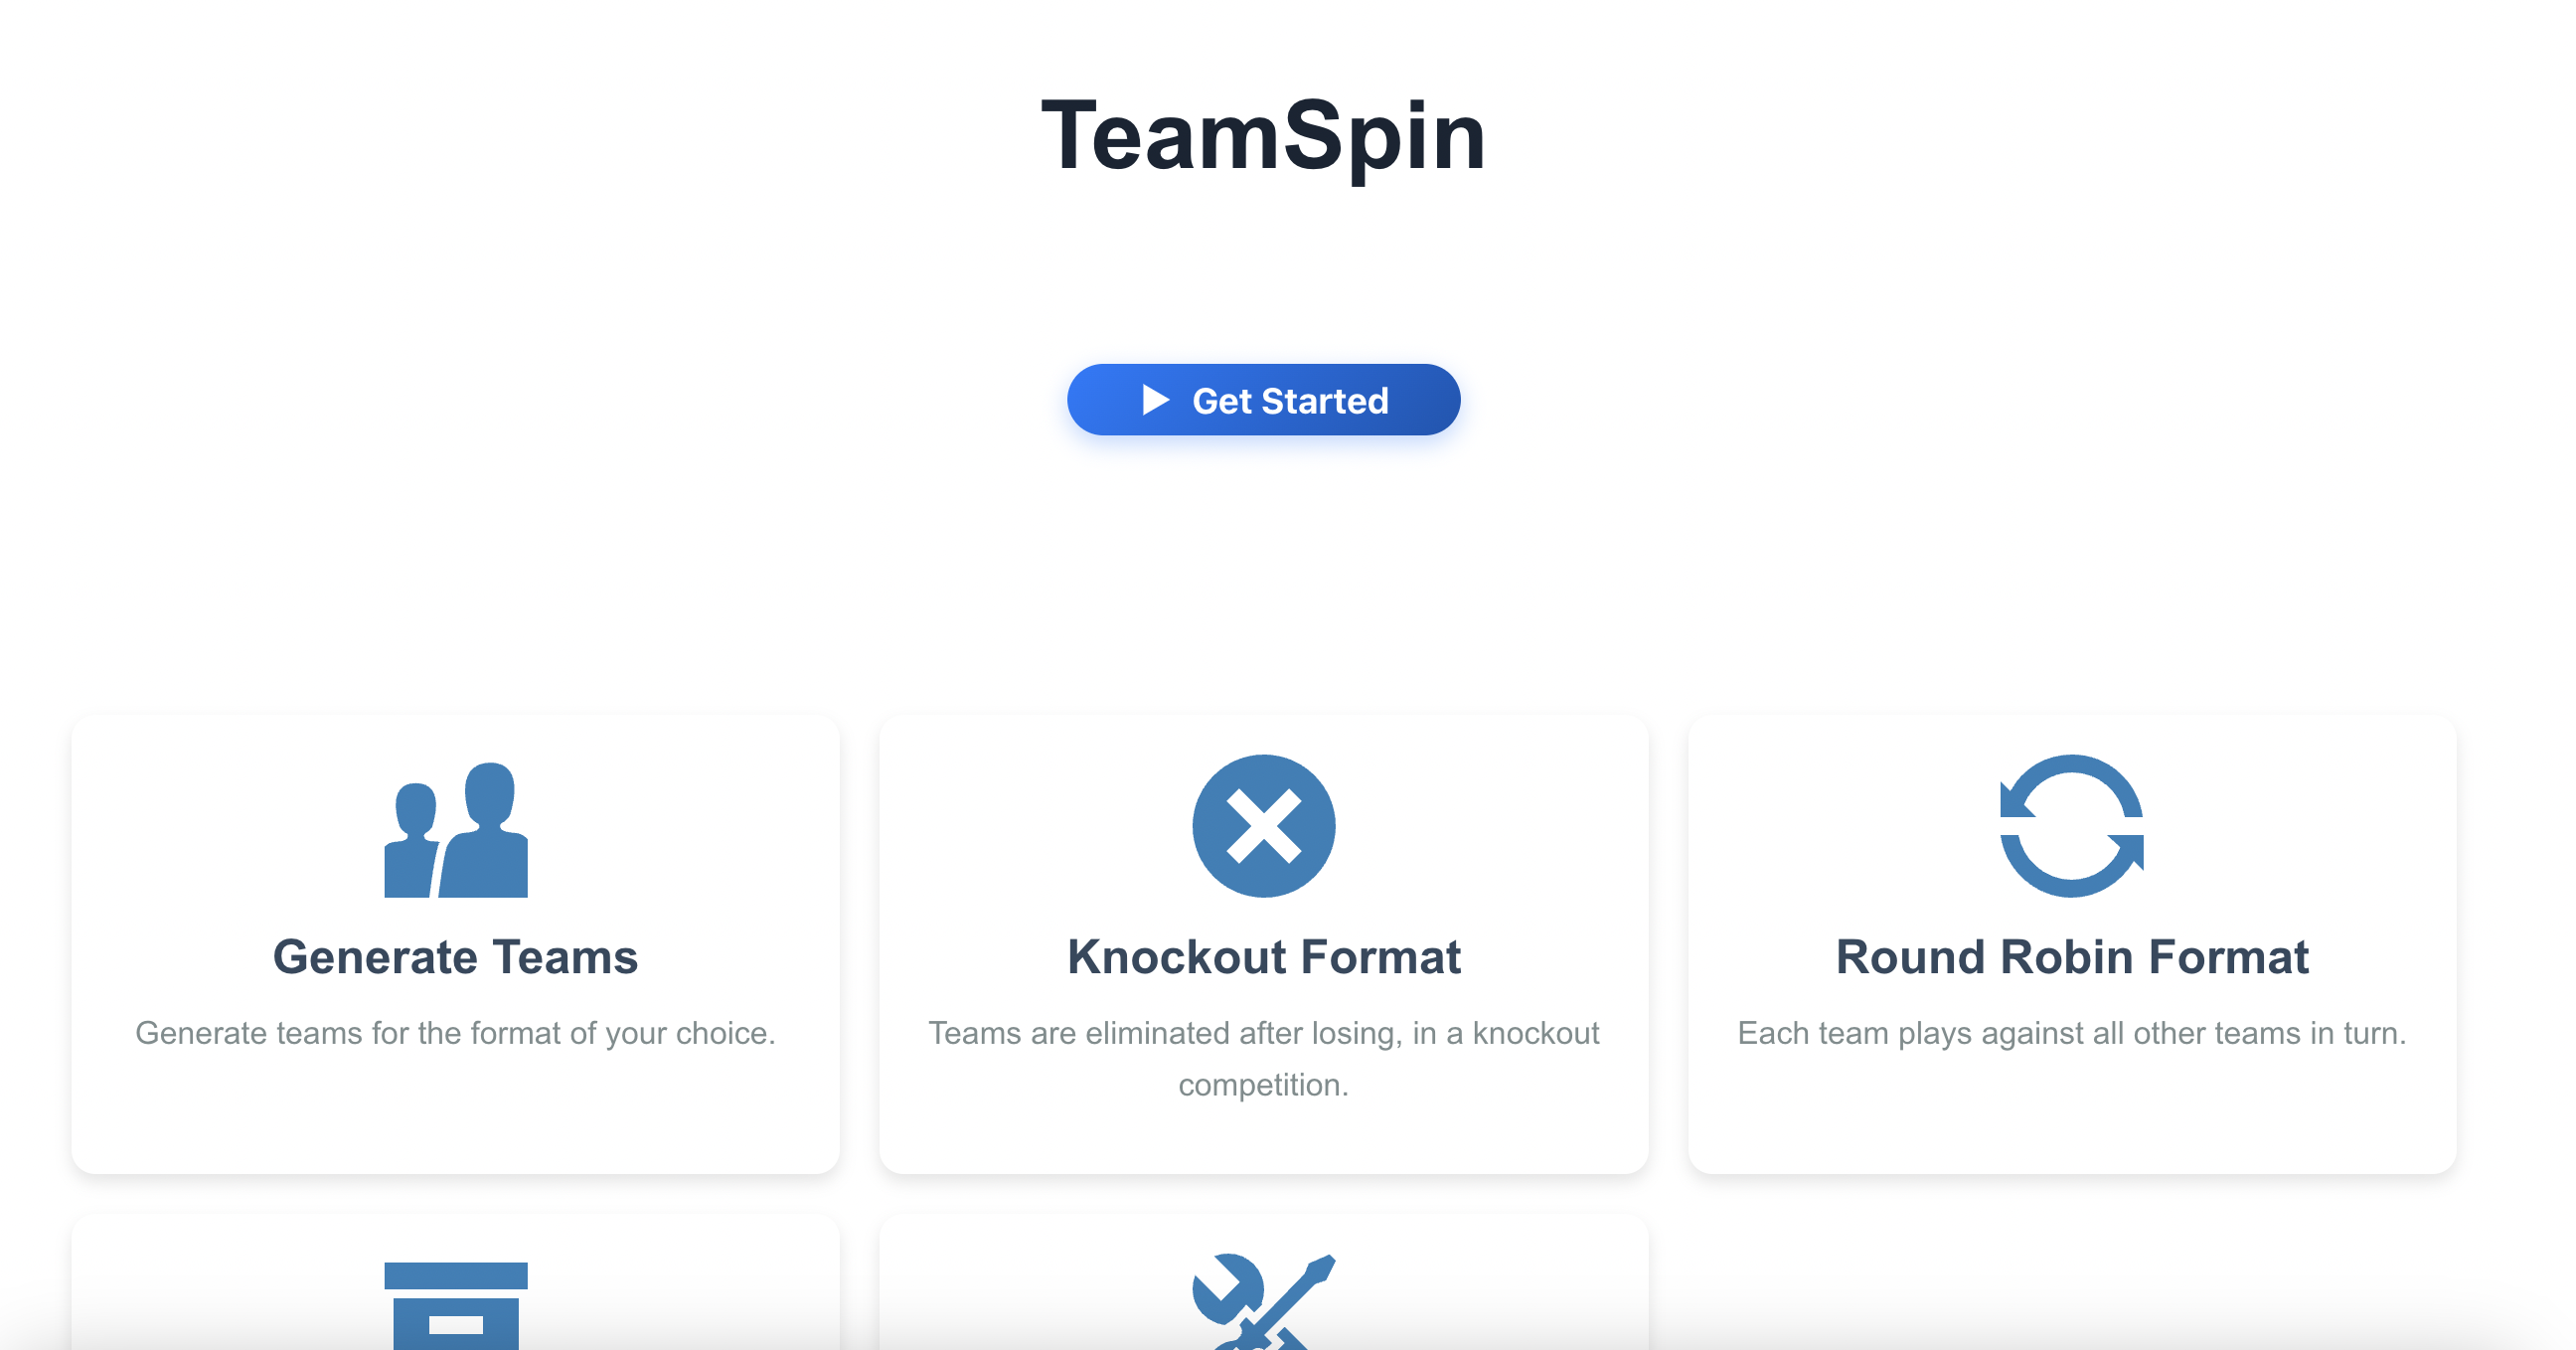 TeamSpin
Get Started
Generate Teams
Generate teams for the format of your choice.
Knockout Format
Teams are eliminated after losing, in a knockout
competition.
Round Robin Format
Each team plays against all other teams in turn.